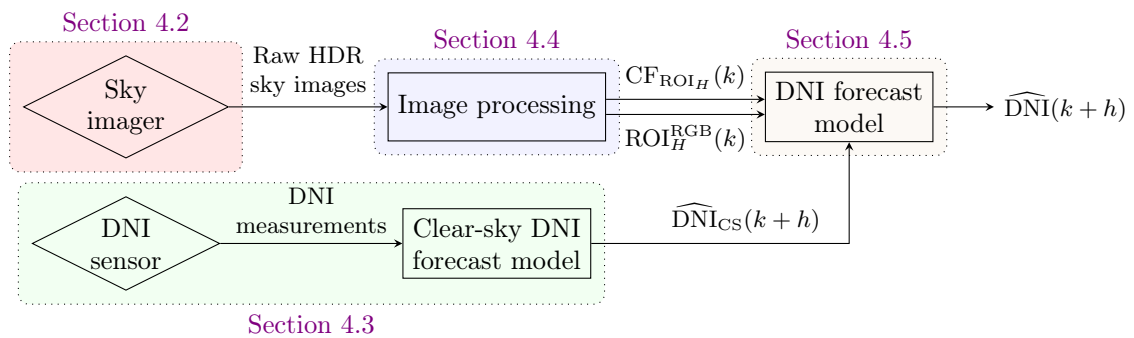 Section 4.2
Sky
imager
Raw HDR
sky images
Section 4.4
Image processing
CF_{ROI_H}(k)
ROI_H^{RGB}(k)
Section 4.5
DNI forecast
model
\widehat{DNI}(k + h)
DNI
sensor
DNI
measurements
Clear-sky DNI
forecast model
\widehat{DNI}_{CS}(k + h)
Section 4.3